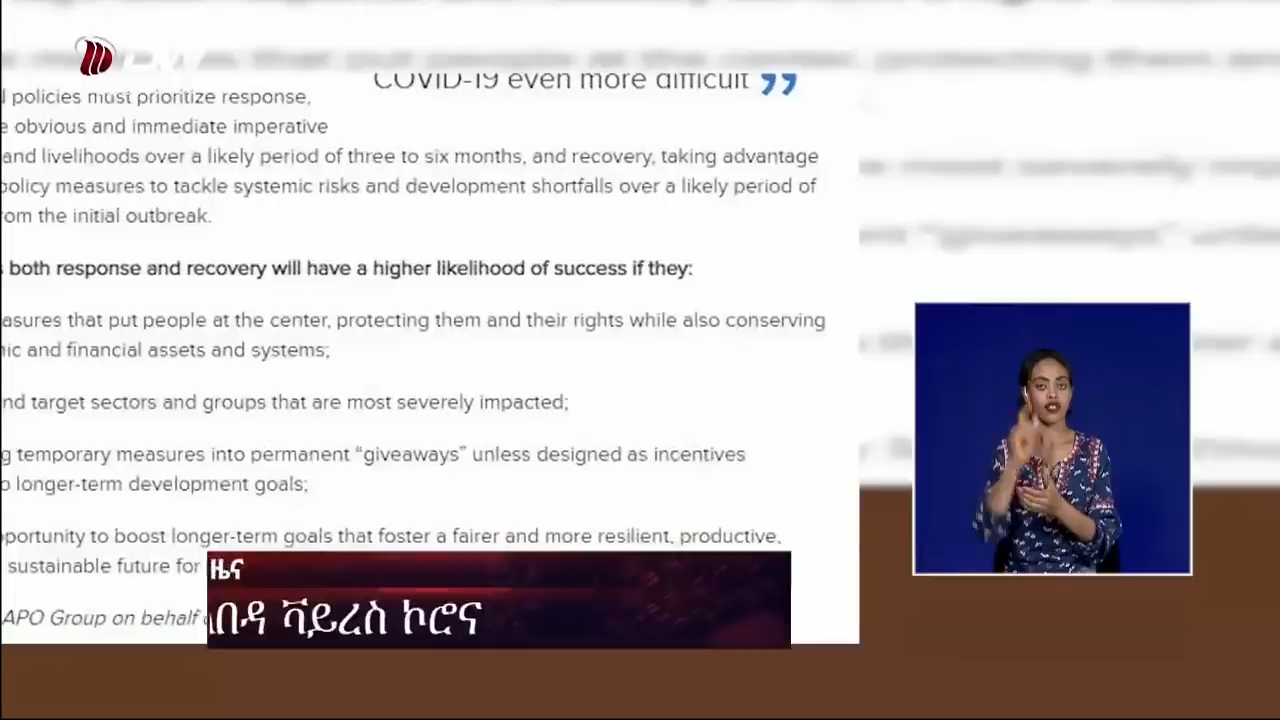 COVID-19 even more difficult ”
policies must prioritize response,
e obvious and immediate imperative
and livelihoods over a likely period of three to six months, and recovery, taking advantage
policy measures to tackle systemic risks and development shortfalls over a likely period of
om the initial outbreak.
both response and recovery will have a higher likelihood of success if they:
asures that put people at the center, protecting them and their rights while also conserving
ic and financial assets and systems;
nd target sectors and groups that are most severely impacted;
g temporary measures into permanent “giveaways” unless designed as incentives
o longer-term development goals;
pportunity to boost longer-term goals that foster a fairer and more resilient, productive,
sustainable future for
ዜና
ለበዳ ቫይረስ ኮሮና
APO Group on behalf